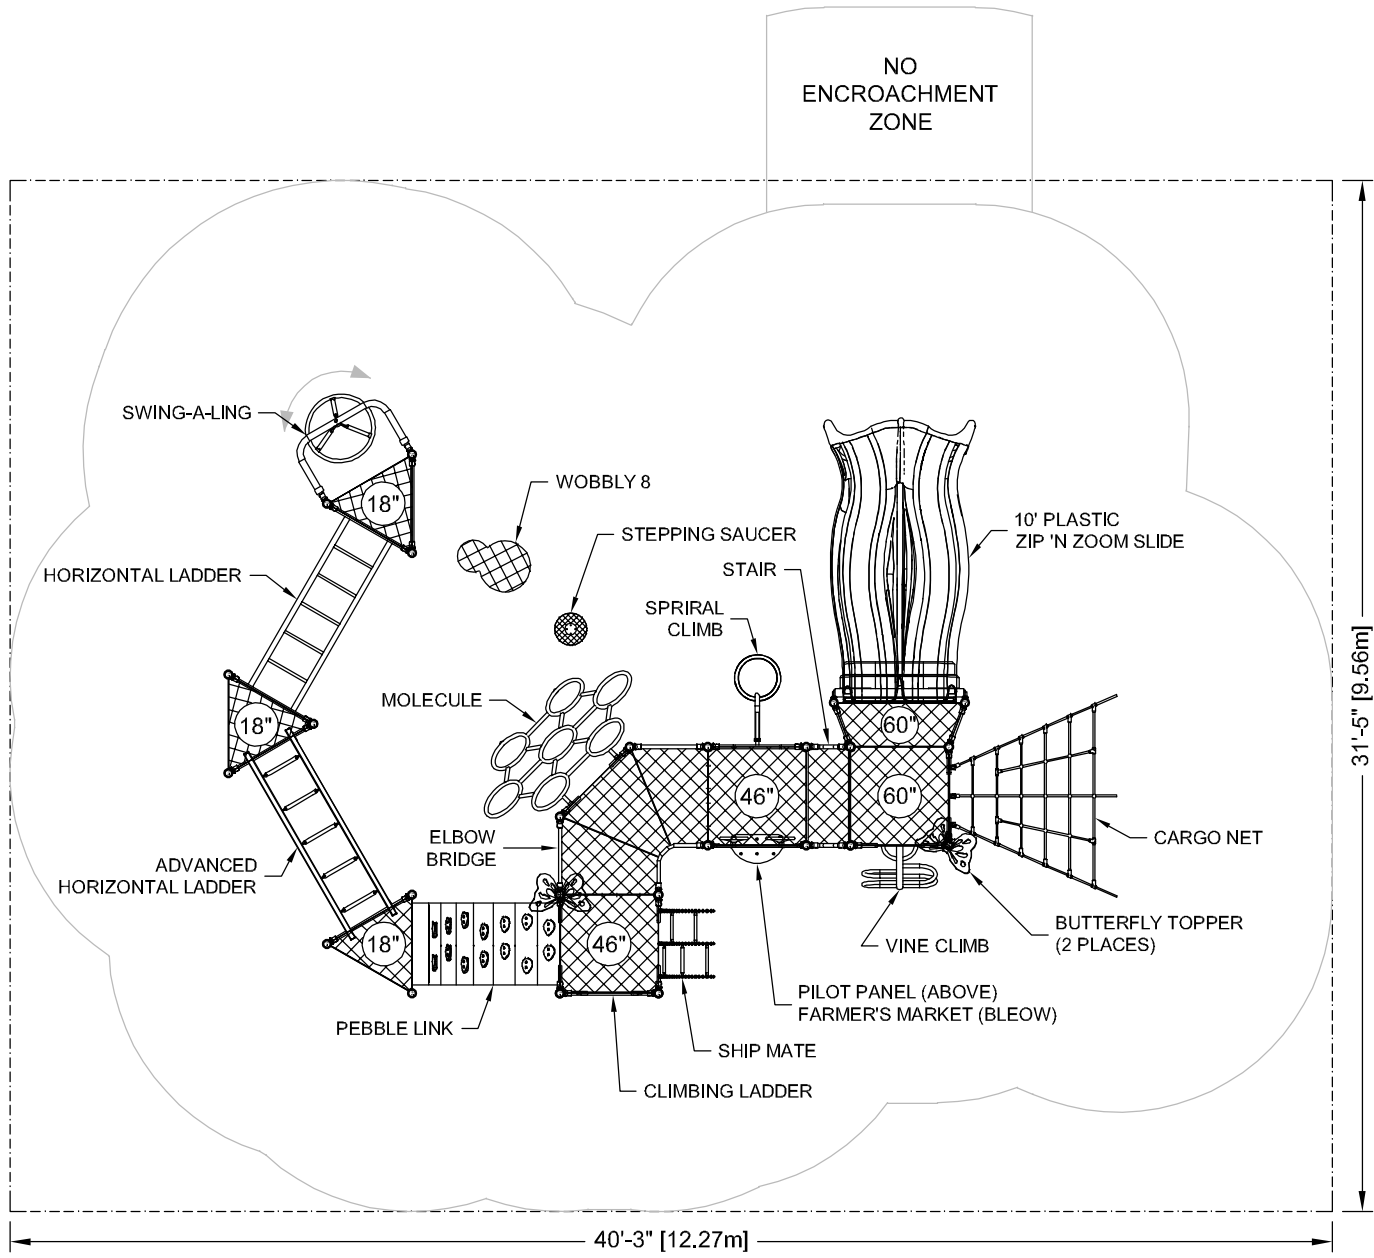 NO
ENCROACHMENT
ZONE
SWING-A-LING
18"
WOBBLY 8
10' PLASTIC
ZIP 'N ZOOM SLIDE
STEPPING SAUCER
STAIR
HORIZONTAL LADDER
SPRIRAL
CLIMB
31'-5" [9.56m]
MOLECULE
18"
60"
46"
60"
CARGO NET
ELBOW
BRIDGE
ADVANCED
HORIZONTAL LADDER
BUTTERFLY TOPPER
(2 PLACES)
18"
46"
VINE CLIMB
PILOT PANEL (ABOVE)
FARMER'S MARKET (BLEOW)
PEBBLE LINK
SHIP MATE
CLIMBING LADDER
40'-3" [12.27m]